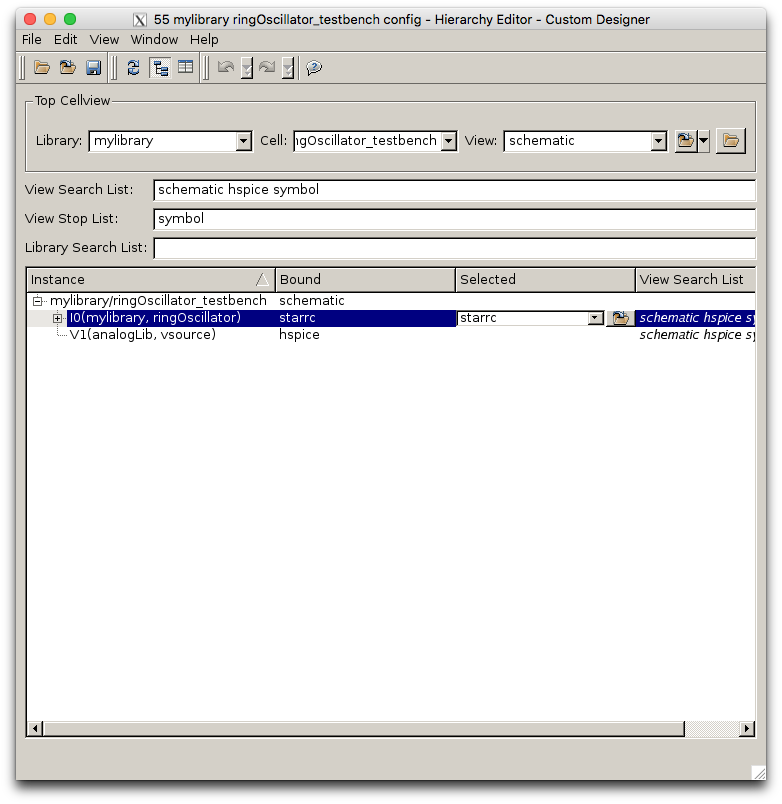 55 mylibrary ringOscillator_testbench config - Hierarchy Editor - Custom Designer
File Edit View Window Help
Top Cellview
Library: mylibrary Cell: gOscillator_testbench View: schematic
View Search List: schematic hspice symbol
View Stop List: symbol
Library Search List:
Instance Bound Selected View Search List
mylibrary/ringOscillator_testbench schematic
I0(mylibrary, ringOscillator) starrc starrc schematic hspice sy
V1(analogLib, vsource) hspice schematic hspice sy